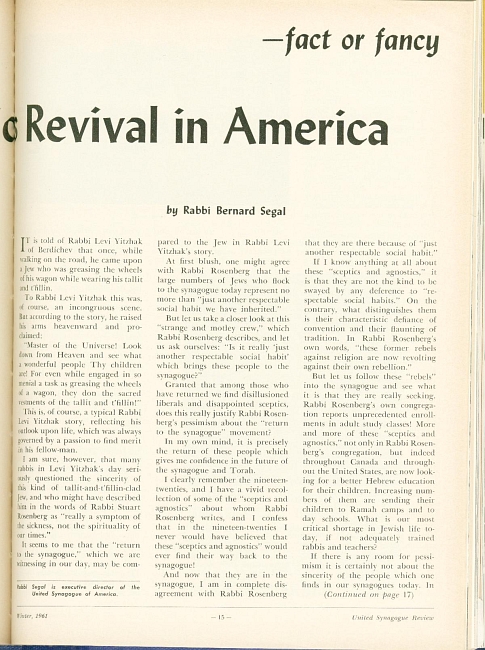 —fact or fancy
Revival in America
by Rabbi Bernard Segal
IT is told of Rabbi Levi Yitzhak
of Berdichev that once, while
walking on the road, he came upon
a Jew who was greasing the wheels
of his wagon while wearing his tallit
and t'fillin.
To Rabbi Levi Yitzhak this was,
of course, an incongruous scene.
But according to the story, he raised
his arms heavenward and pro-
claimed:
"Master of the Universe! Look
down from Heaven and see what
a wonderful people Thy children
are! For even while engaged in so
menial a task as greasing the wheels
of a wagon, they don the sacred
vestments of the tallit and t'fillin!"
This is, of course, a typical Rabbi
Levi Yitzhak story, reflecting his
outlook upon life, which was always
governed by a passion to find merit
in his fellow-man.
I am sure, however, that many
rabbis in Levi Yitzhak's day seri-
ously questioned the sincerity of
this kind of tallit-and-t'fillin-clad
Jew, and who might have described
him in the words of Rabbi Stuart
Rosenberg as "really a symptom of
the sickness, not the spirituality of
our times."
It seems to me that the "return
to the synagogue," which we are
witnessing in our day, may be com-
Rabbi Segal is executive director of the
United Synagogue of America.
pared to the Jew in Rabbi Levi
Yitzhak's story.
At first blush, one might agree
with Rabbi Rosenberg that the
large numbers of Jews who flock
to the synagogue today represent no
more than "just another respectable
social habit we have inherited."
But let us take a closer look at this
"strange and motley crew," which
Rabbi Rosenberg describes, and let
us ask ourselves: "Is it really 'just
another respectable social habit'
which brings these people to the
synagogue?"
Granted that among those who
have returned we find disillusioned
liberals and disappointed sceptics,
does this really justify Rabbi Rosen-
berg's pessimism about the "return
to the synagogue" movement?
In my own mind, it is precisely
the return of these people which
gives me confidence in the future of
the synagogue and Torah.
I clearly remember the nineteen-
twenties, and I have a vivid recol-
lection of some of the "sceptics and
agnostics" about whom Rabbi
Rosenberg writes, and I confess
that in the nineteen-twenties I
never would have believed that
these "sceptics and agnostics" would
ever find their way back to the
synagogue!
And now that they are in the
synagogue, I am in complete dis-
agreement with Rabbi Rosenberg
that they are there because of "just
another respectable social habit."
If I know anything at all about
these "sceptics and agnostics," it
is that they are not the kind to be
swayed by any deference to "re-
spectable social habits." On the
contrary, what distinguishes them
is their characteristic defiance of
convention and their flaunting of
tradition. In Rabbi Rosenberg's
own words, "these former rebels
against religion are now revolting
against their own rebellion."
But let us follow these "rebels"
into the synagogue and see what
it is that they are really seeking.
Rabbi Rosenberg's own congrega-
tion reports unprecedented enroll-
ments in adult study classes! More
and more of these "sceptics and
agnostics," not only in Rabbi Rosen-
berg's congregation, but indeed
throughout Canada and through-
out the United States, are now look-
ing for a better Hebrew education
for their children. Increasing num-
bers of them are sending their
children to Ramah camps and to
day schools. What is our most
critical shortage in Jewish life to-
day, if not adequately trained
rabbis and teachers?
If there is any room for pessi-
mism it is certainly not about the
sincerity of the people which one
finds in our synagogues today. In
(Continued on page 17)
Winter, 1961
—15—
United Synagogue Review